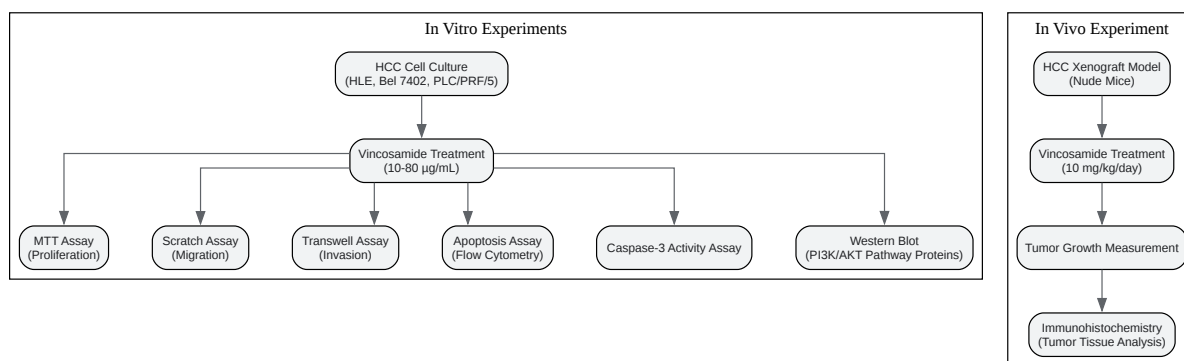 In Vitro Experiments
HCC Cell Culture
(HLE, Bel 7402, PLC/PRF/5)
Vincosamide Treatment
(10-80 µg/mL)
MTT Assay
(Proliferation)
Scratch Assay
(Migration)
Transwell Assay
(Invasion)
Apoptosis Assay
(Flow Cytometry)
Caspase-3 Activity Assay
Western Blot
(PI3K/AKT Pathway Proteins)
In Vivo Experiment
HCC Xenograft Model
(Nude Mice)
Vincosamide Treatment
(10 mg/kg/day)
Tumor Growth Measurement
Immunohistochemistry
(Tumor Tissue Analysis)